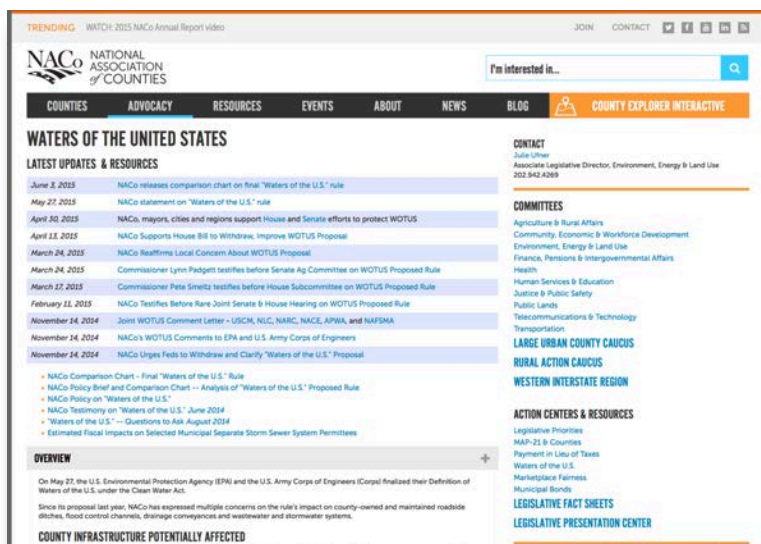 TRENDING WATCH: 2015 NACo Annual Report video
JOIN CONTACT
NACo NATIONAL
ASSOCIATION
of COUNTIES
I'm interested in...
COUNTIES ADVOCACY RESOURCES EVENTS ABOUT NEWS BLOG COUNTY EXPLORER INTERACTIVE
WATERS OF THE UNITED STATES
LATEST UPDATES & RESOURCES
June 3, 2015 NACo releases comparison chart on final "Waters of the U.S." rule
May 27, 2015 NACo statement on "Waters of the U.S." rule
April 30, 2015 NACo, mayors, cities and regions support House and Senate efforts to protect WOTUS
April 13, 2015 NACo Supports House Bill to Withdraw, Improve WOTUS Proposal
March 24, 2015 NACo Reaffirms Local Concern About WOTUS Proposal
March 24, 2015 Commissioner Lynn Padgett testifies before Senate Ag Committee on WOTUS Proposed Rule
March 17, 2015 Commissioner Pete Smeltz testifies before House Subcommittee on WOTUS Proposed Rule
February 11, 2015 NACo Testifies Before Rare Joint Senate & House Hearing on WOTUS Proposed Rule
November 14, 2014 Joint WOTUS Comment Letter - USCM, NLC, NARC, NACE, APWA, and NAFSMA
November 14, 2014 NACo's WOTUS Comments to EPA and U.S. Army Corps of Engineers
November 14, 2014 NACo Urges Feds to Withdraw and Clarify "Waters of the U.S." Proposal
NACo Comparison Chart - Final "Waters of the U.S." Rule
NACo Policy Brief and Comparison Chart -- Analysis of "Waters of the U.S." Proposed Rule
NACo Policy on "Waters of the U.S."
NACo Testimony on "Waters of the U.S." June 2014
"Waters of the U.S." -- Questions to Ask August 2014
Estimated Fiscal Impacts on Selected Municipal Separate Storm Sewer System Permittees
OVERVIEW +
On May 27, the U.S. Environmental Protection Agency (EPA) and the U.S. Army Corps of Engineers (Corps) finalized their Definition of
Waters of the U.S. under the Clean Water Act.
Since its proposal last year, NACo has expressed multiple concerns on the rule's impact on county-owned and maintained roadside
ditches, flood control channels, drainage conveyances and wastewater and stormwater systems.
COUNTY INFRASTRUCTURE POTENTIALLY AFFECTED
CONTACT
Julie Ufner
Associate Legislative Director, Environment, Energy & Land Use
202.942.4269
COMMITTEES
Agriculture & Rural Affairs
Community, Economic & Workforce Development
Environment, Energy & Land Use
Finance, Pensions & Intergovernmental Affairs
Health
Human Services & Education
Justice & Public Safety
Public Lands
Telecommunications & Technology
Transportation
LARGE URBAN COUNTY CAUCUS
RURAL ACTION CAUCUS
WESTERN INTERSTATE REGION
ACTION CENTERS & RESOURCES
Legislative Priorities
MAP-21 & Counties
Payment in Lieu of Taxes
Waters of the U.S.
Marketplace Fairness
Municipal Bonds
LEGISLATIVE FACT SHEETS
LEGISLATIVE PRESENTATION CENTER